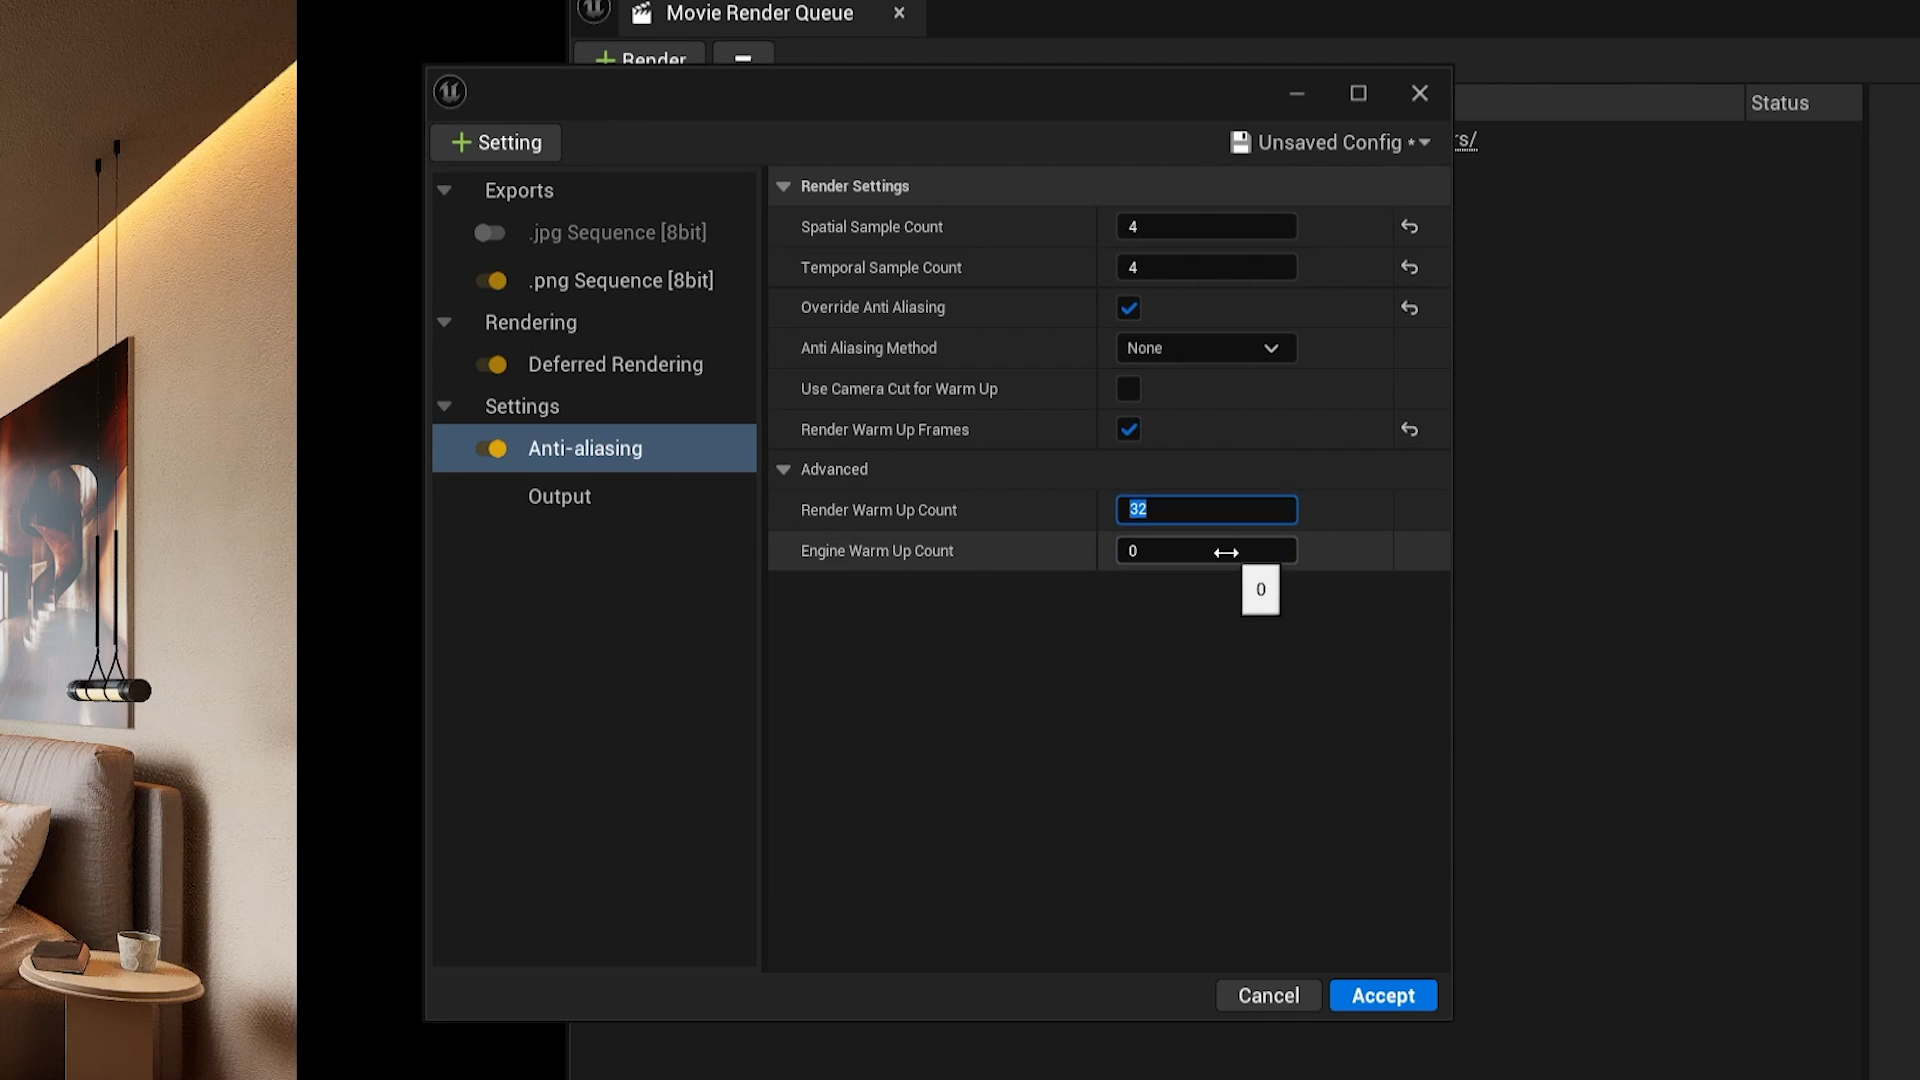 Movie Render Queue
Render
Status
Setting
Unsaved Config *
rs/
Exports
.jpg Sequence [8bit]
.png Sequence [8bit]
Rendering
Deferred Rendering
Settings
Anti-aliasing
Output
Render Settings
Spatial Sample Count 4
Temporal Sample Count 4
Override Anti Aliasing
Anti Aliasing Method None
Use Camera Cut for Warm Up
Render Warm Up Frames
Advanced
Render Warm Up Count 32
Engine Warm Up Count 0
0
Cancel Accept